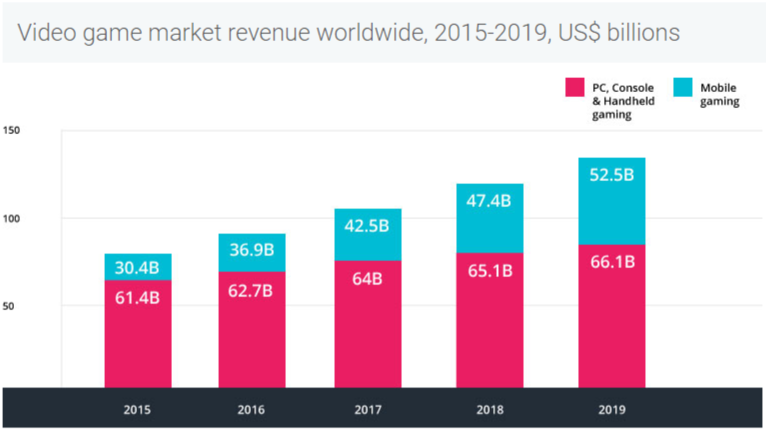 Video game market revenue worldwide, 2015-2019, US$ billions
PC, Console
& Handheld
gaming
Mobile
gaming
150
100
50
30.4B
61.4B
36.9B
62.7B
42.5B
64B
47.4B
65.1B
52.5B
66.1B
2015 2016 2017 2018 2019